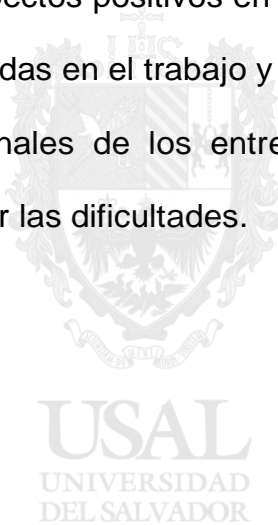 ectos positivos en
das en el trabajo y
nales de los entre
r las dificultades.
USAL
UNIVERSIDAD
DEL SALVADOR